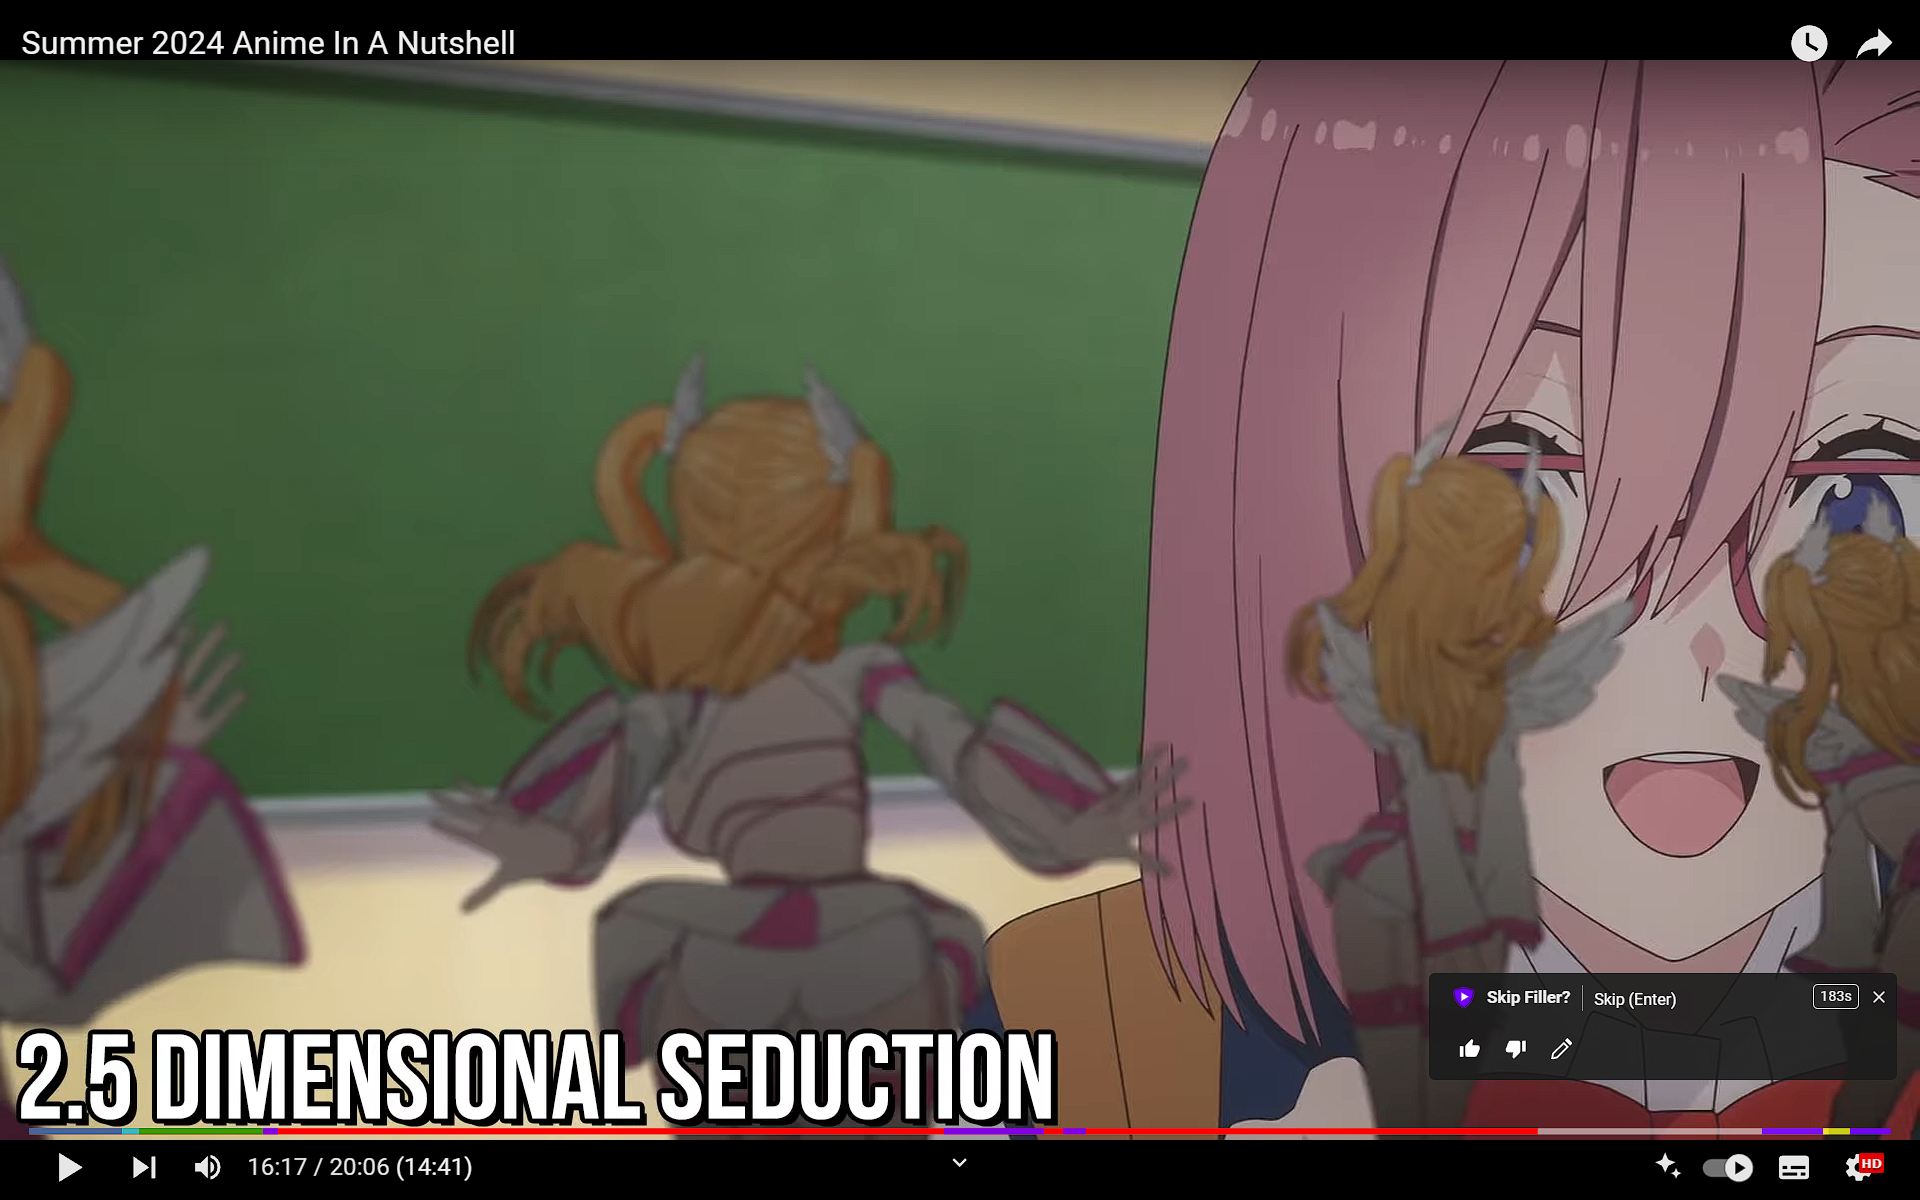 Summer 2024 Anime In A Nutshell
Skip Filler? Skip (Enter) 183s
2.5 DIMENSIONAL SEDUCTION
16:17 / 20:06 (14:41)
HD